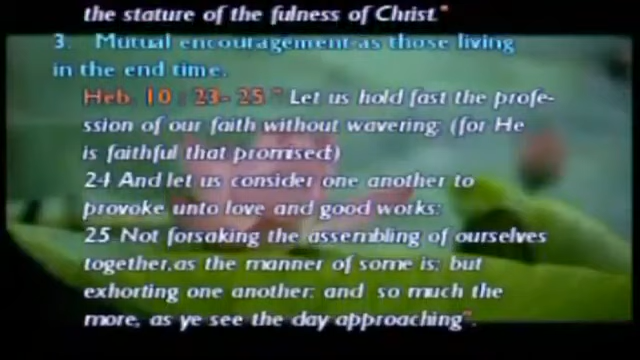 the stature of the fulness of Christ."
3. Mutual encouragement as those living
in the end time.
Heb. 10 : 23- 25 " Let us hold fast the profe-
ssion of our faith without wavering; (for He
is faithful that promised;)
24 And let us consider one another to
provoke unto love and good works:
25 Not forsaking the assembling of ourselves
together,as the manner of some is; but
exhorting one another: and so much the
more, as ye see the day approaching".